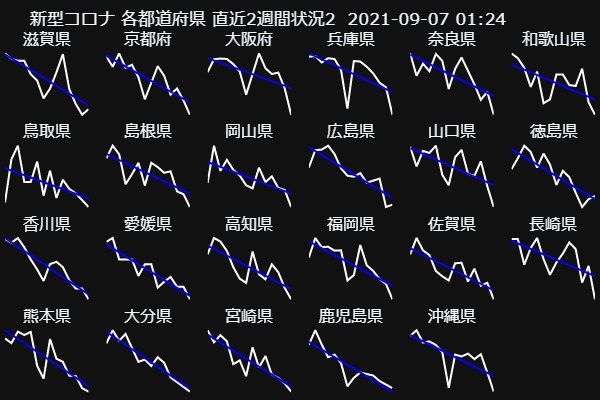 新型コロナ 各都道府県 直近2週間状況2 2021-09-07 01:24
滋賀県 京都府 大阪府 兵庫県 奈良県 和歌山県
鳥取県 島根県 岡山県 広島県 山口県 徳島県
香川県 愛媛県 高知県 福岡県 佐賀県 長崎県
熊本県 大分県 宮崎県 鹿児島県 沖縄県